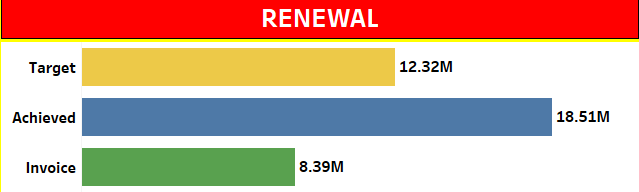 RENEWAL
Target 12.32M
Achieved 18.51M
Invoice 8.39M